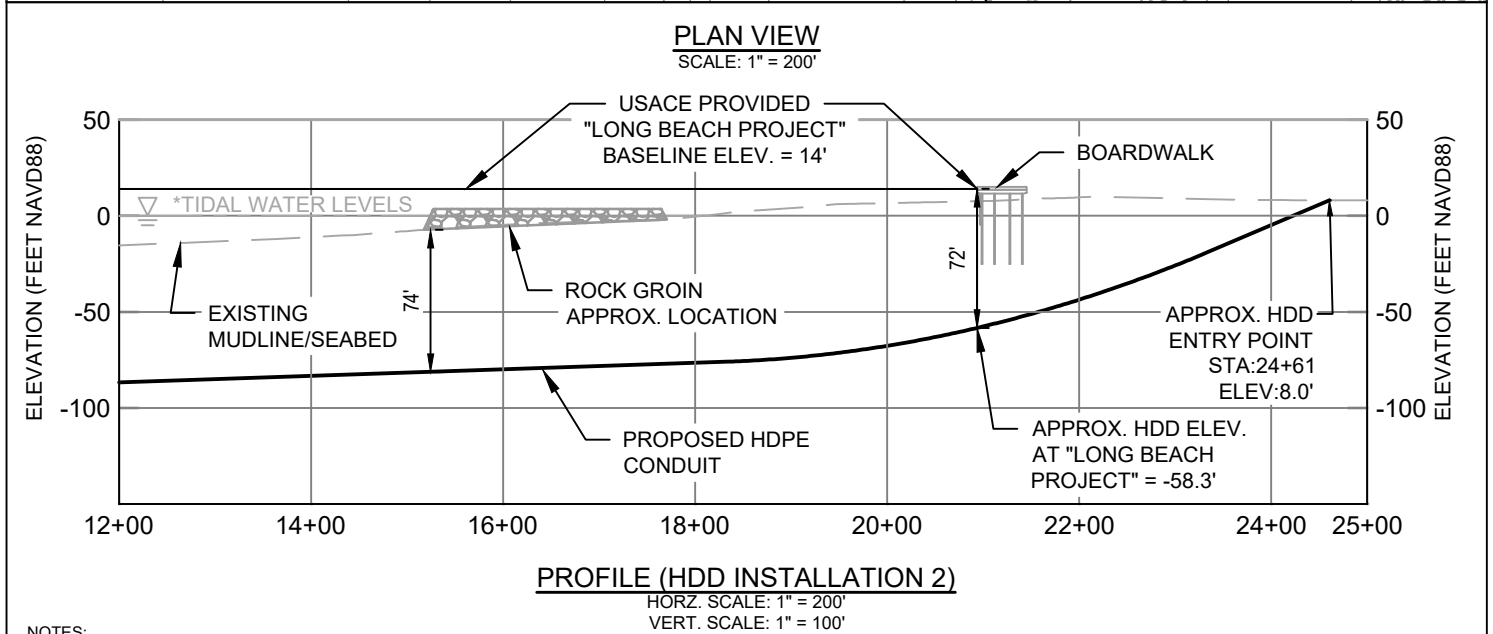 PLAN VIEW
SCALE: 1" = 200'
USACE PROVIDED
"LONG BEACH PROJECT"
BASELINE ELEV. = 14'
BOARDWALK
50
0
-50
-100
ELEVATION (FEET NAVD88)
*TIDAL WATER LEVELS
EXISTING
MUDLINE/SEABED
74'
ROCK GROIN
APPROX. LOCATION
72'
PROPOSED HDPE
CONDUIT
APPROX. HDD
ENTRY POINT
STA:24+61
ELEV:8.0'
APPROX. HDD ELEV.
AT "LONG BEACH
PROJECT" = -58.3'
50
0
-50
-100
ELEVATION (FEET NAVD88)
12+00 14+00 16+00 18+00 20+00 22+00 24+00 25+00
PROFILE (HDD INSTALLATION 2)
HORZ. SCALE: 1" = 200'
VERT. SCALE: 1" = 100'
NOTES: